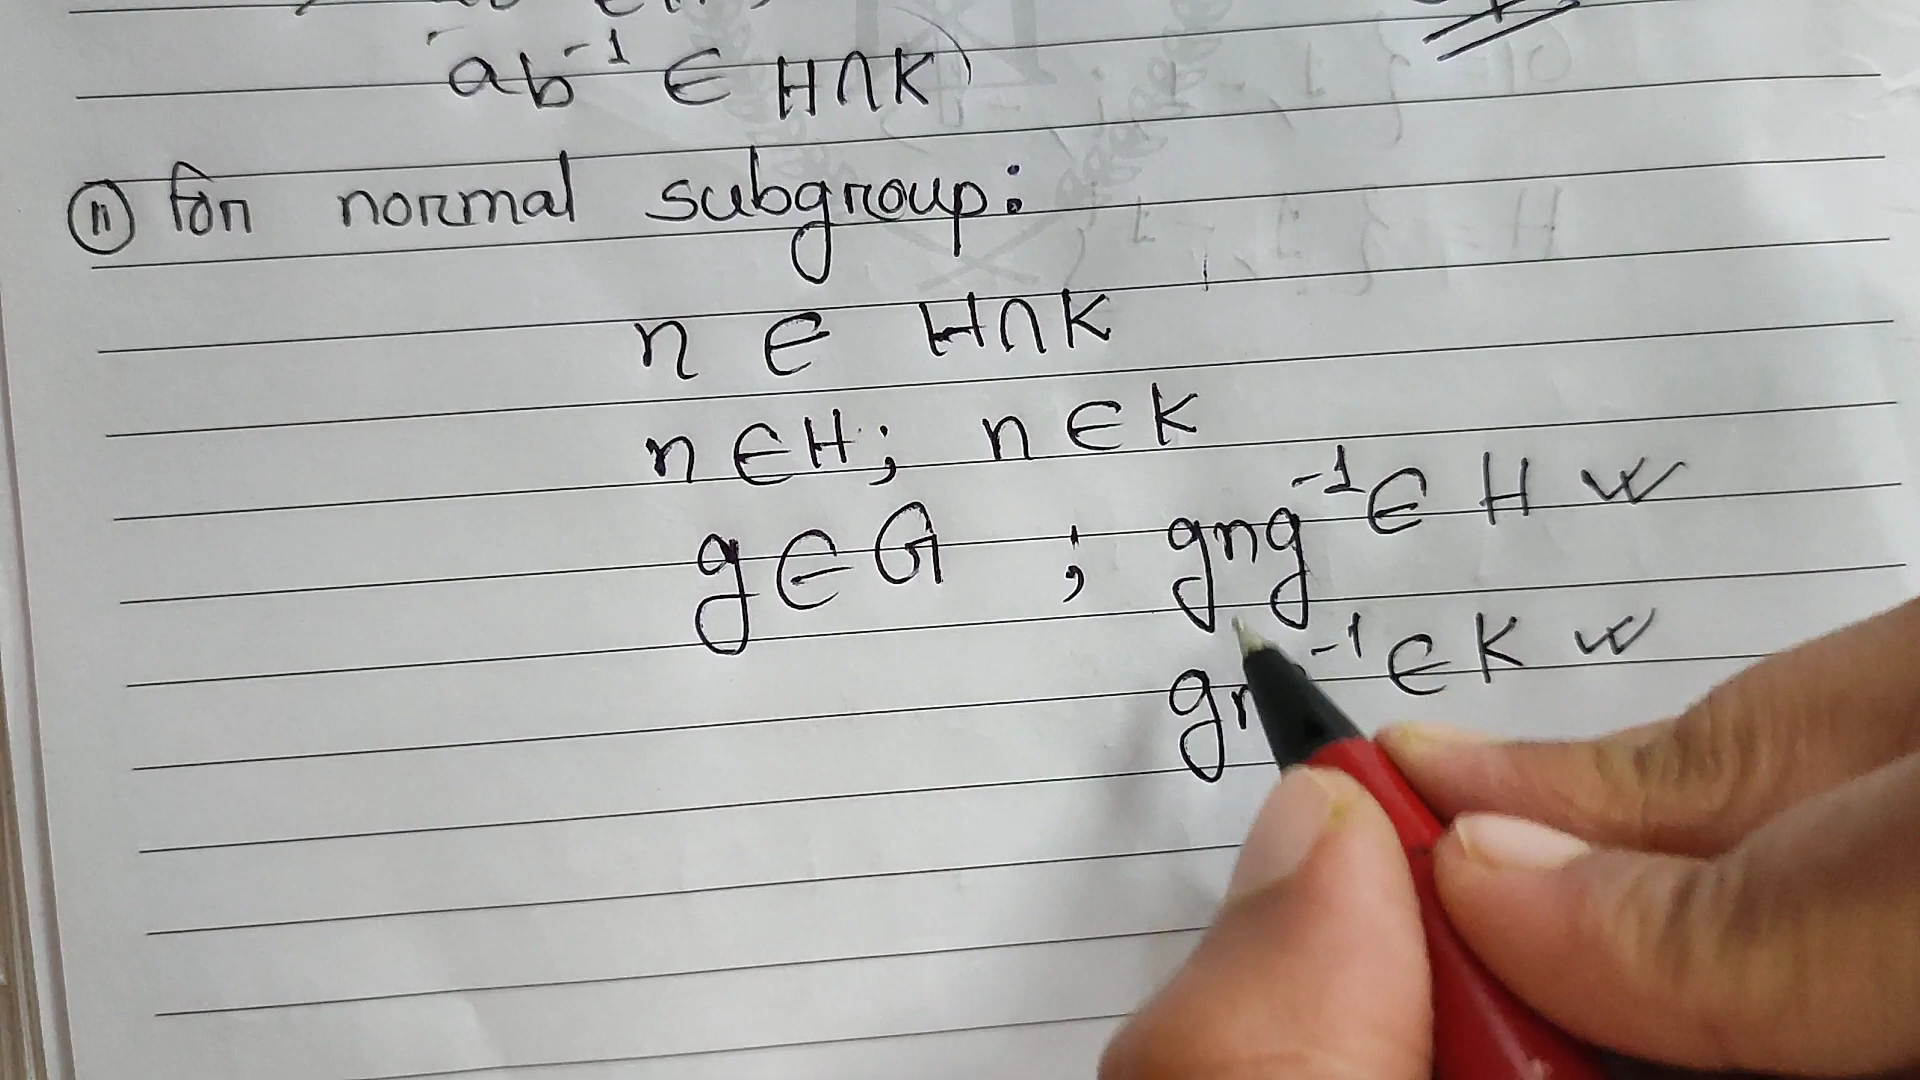 ab⁻¹ ∈ H∩K
(ii) for normal subgroup:
n ∈ H∩K
n ∈ H; n ∈ K
g ∈ G ; gng⁻¹ ∈ H
⁻¹ ∈ K